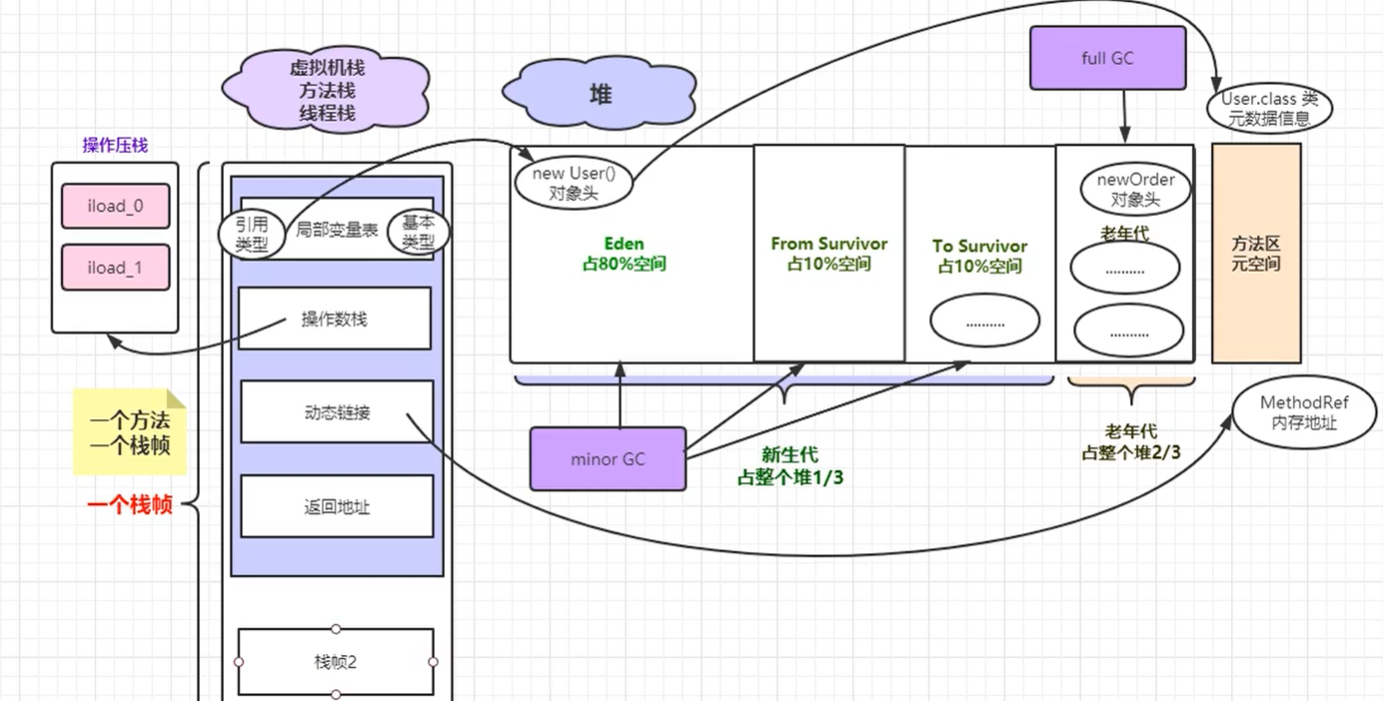 虚拟机栈
方法栈
线程栈
堆
full GC
User.class 类
元数据信息
操作压栈
iload_0
iload_1
引用
类型
局部变量表
基本
类型
操作数栈
动态链接
返回地址
栈帧2
一个方法
一个栈帧
一个栈帧
new User()
对象头
Eden
占80%空间
From Survivor
占10%空间
To Survivor
占10%空间
..........
newOrder
对象头
老年代
..........
..........
方法区
元空间
minor GC
新生代
占整个堆1/3
老年代
占整个堆2/3
MethodRef
内存地址